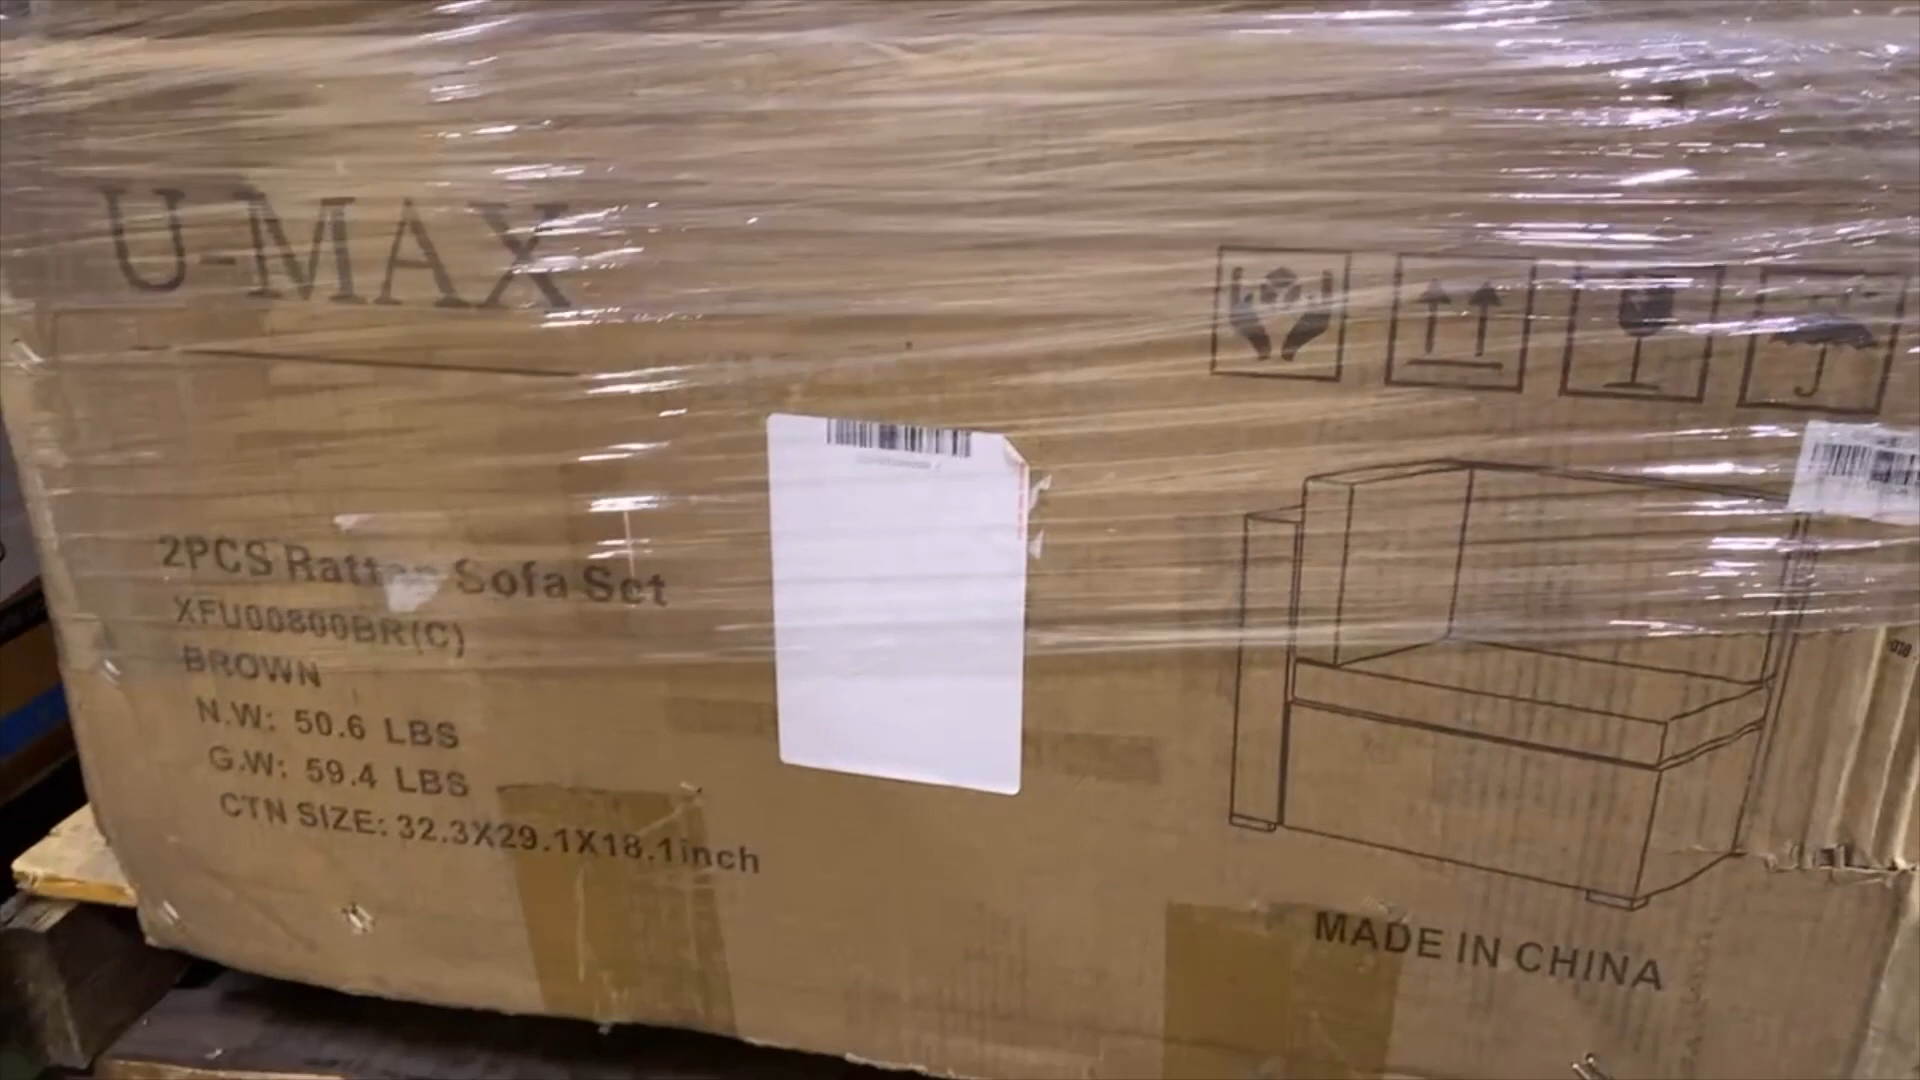 U-MAX
2PCS Rattan Sofa Set
XFU00800BR(C)
BROWN
N.W: 50.6 LBS
G.W: 59.4 LBS
CTN SIZE: 32.3X29.1X18.1inch
MADE IN CHINA